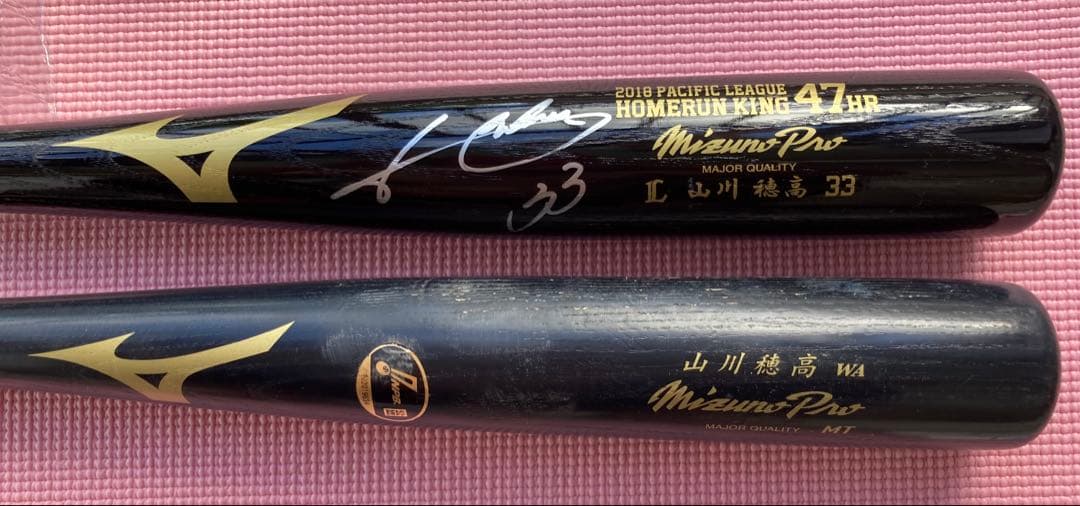 2018 PACIFIC LEAGUE
HOMERUN KING 47HR
Mizuno Pro
MAJOR QUALITY
L 山川 穂高 33
33
山川穂高 WA
Mizuno Pro
MAJOR QUALITY MT